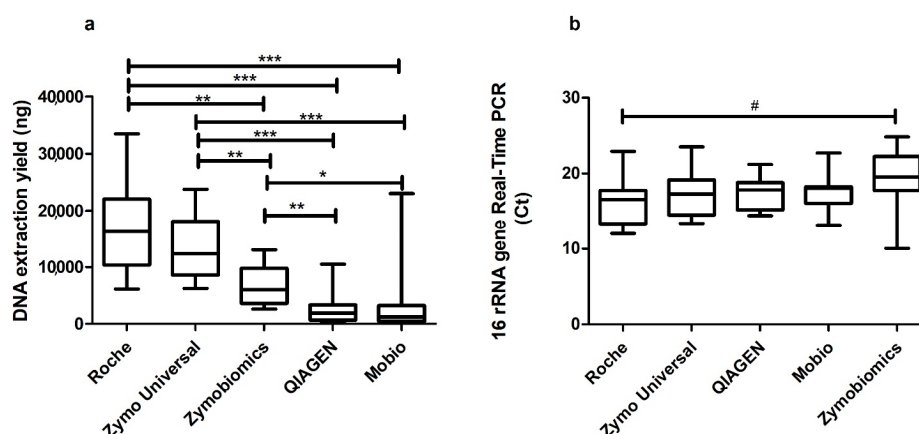 a
***
***
**
***
***
**
*
**
DNA extraction yield (ng)
40000
30000
20000
10000
0
Roche
Zymo Universal
Zymobiomics
QIAGEN
Mobio
b
#
16 rRNA gene Real-Time PCR
(Ct)
30
20
10
0
Roche
Zymo Universal
QIAGEN
Mobio
Zymobiomics